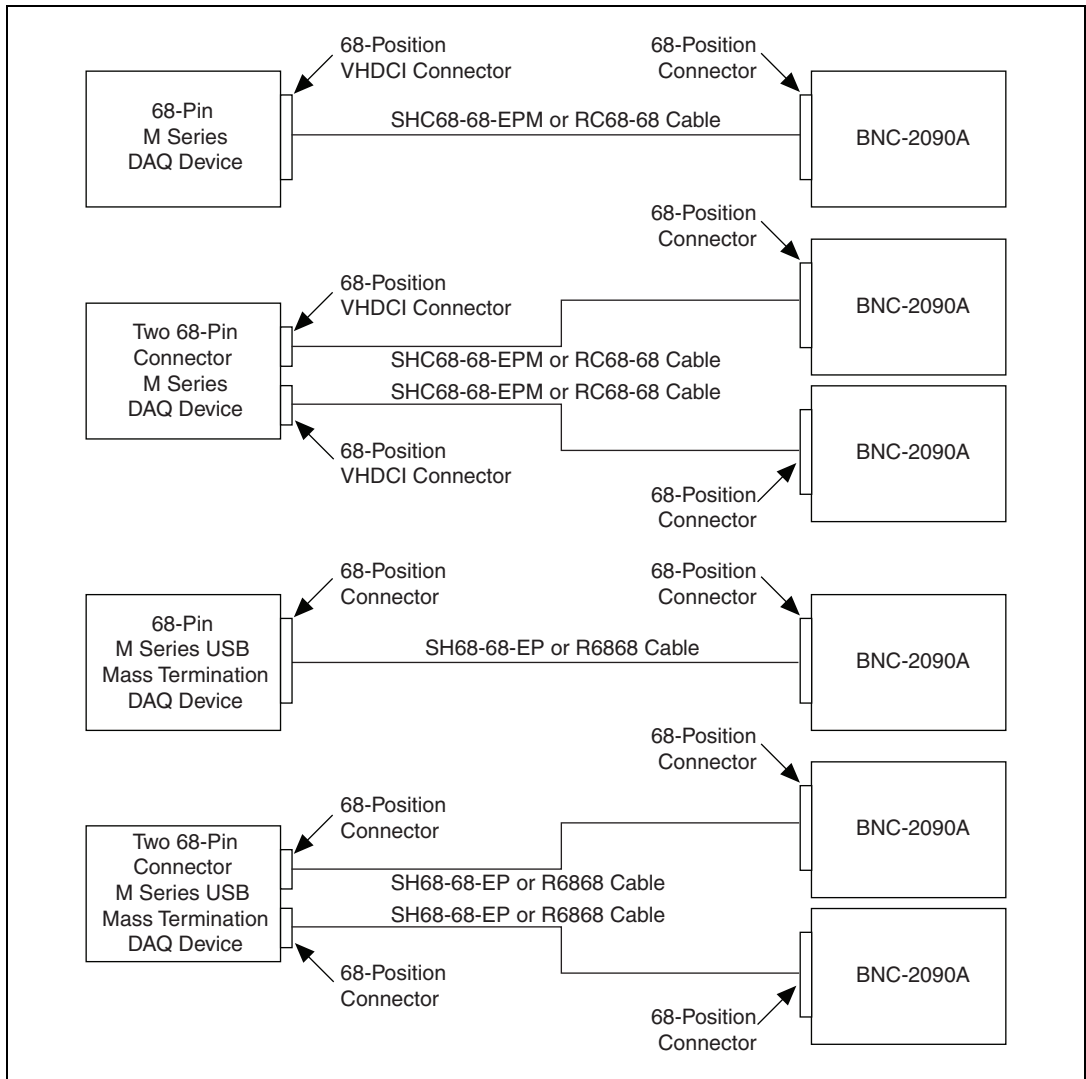 68-Position
VHDCI Connector
68-Position
Connector
68-Pin
M Series
DAQ Device
SHC68-68-EPM or RC68-68 Cable
BNC-2090A
68-Position
Connector
68-Position
VHDCI Connector
BNC-2090A
Two 68-Pin
Connector
M Series
DAQ Device
SHC68-68-EPM or RC68-68 Cable
SHC68-68-EPM or RC68-68 Cable
BNC-2090A
68-Position
VHDCI Connector
68-Position
Connector
68-Position
Connector
68-Position
Connector
68-Pin
M Series USB
Mass Termination
DAQ Device
SH68-68-EP or R6868 Cable
BNC-2090A
68-Position
Connector
68-Position
Connector
BNC-2090A
Two 68-Pin
Connector
M Series USB
Mass Termination
DAQ Device
SH68-68-EP or R6868 Cable
SH68-68-EP or R6868 Cable
BNC-2090A
68-Position
Connector
68-Position
Connector